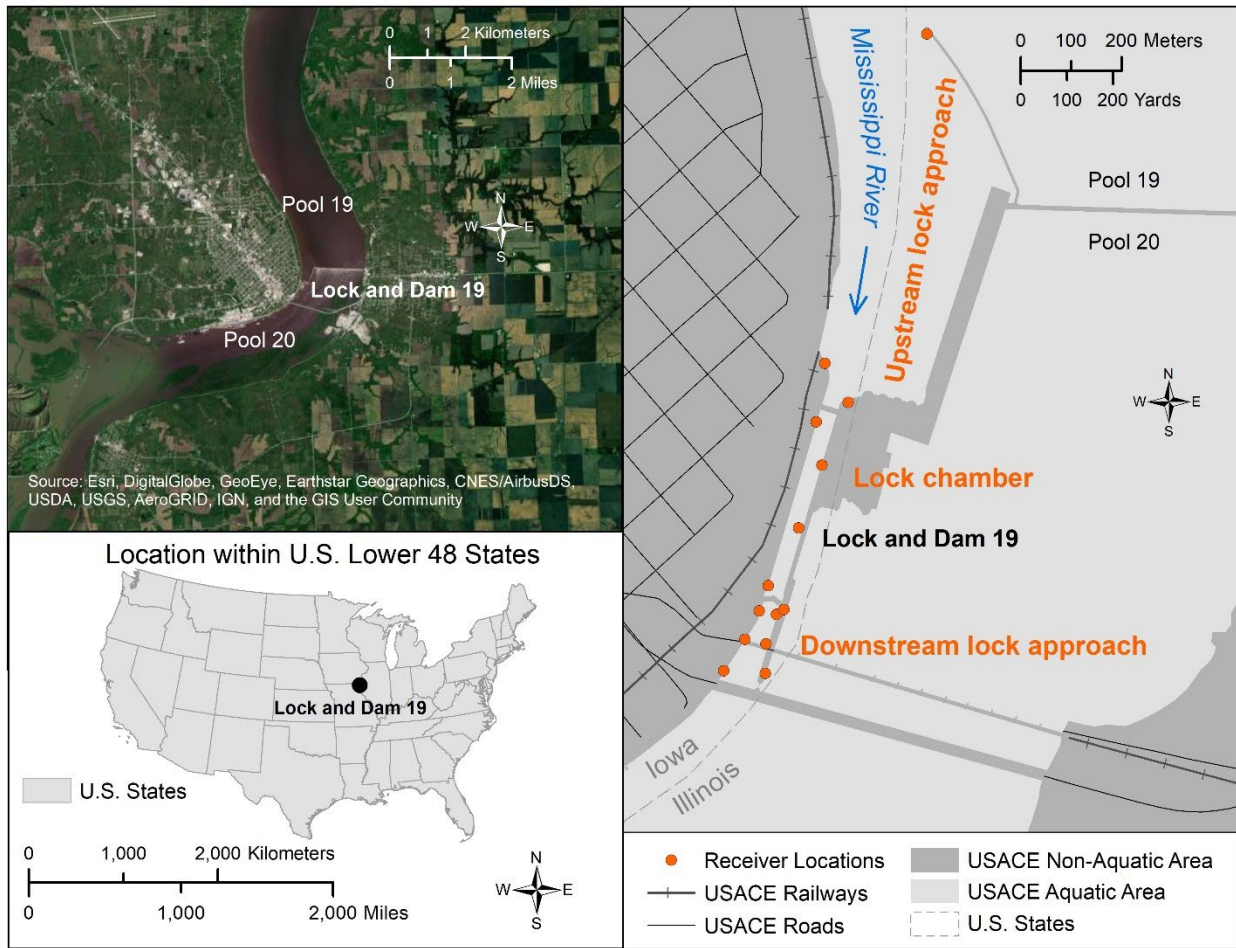 0 1 2 Kilometers
0 1 2 Miles
Pool 19
N
W E
S
Lock and Dam 19
Pool 20
Source: Esri, DigitalGlobe, GeoEye, Earthstar Geographics, CNES/AirbusDS,
USDA, USGS, AeroGRID, IGN, and the GIS User Community
Location within U.S. Lower 48 States
Lock and Dam 19
U.S. States
0 1,000 2,000 Kilometers
0 1,000 2,000 Miles
N
W E
S
0 100 200 Meters
0 100 200 Yards
Mississippi River
Upstream lock approach
Pool 19
Pool 20
N
W E
S
Lock chamber
Lock and Dam 19
Downstream lock approach
Iowa
Illinois
Receiver Locations
USACE Railways
USACE Roads
USACE Non-Aquatic Area
USACE Aquatic Area
U.S. States